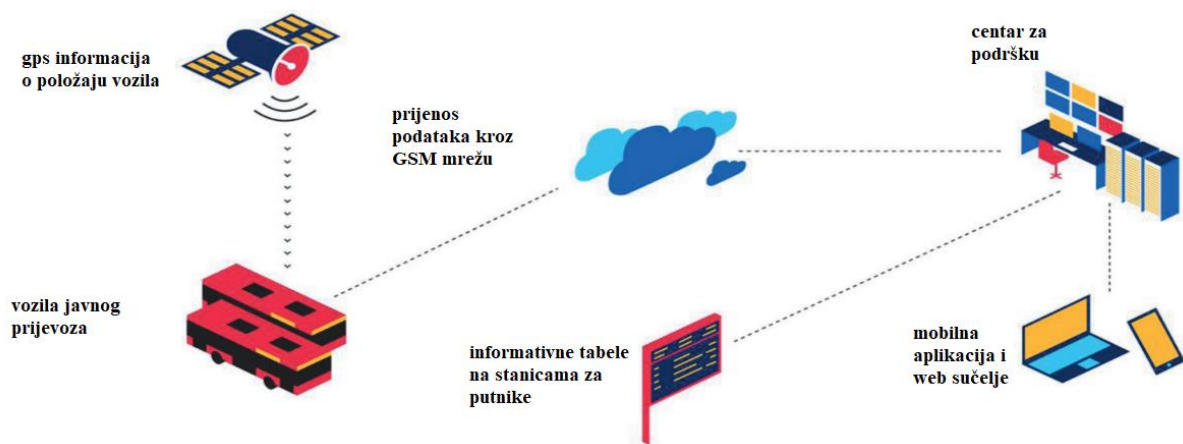 gps informacija
o položaju vozila
prijenos
podataka kroz
GSM mrežu
centar za
podršku
vozila javnog
prijevoza
informativne tabele
na stanicama za
putnike
mobilna
aplikacija i
web sučelje